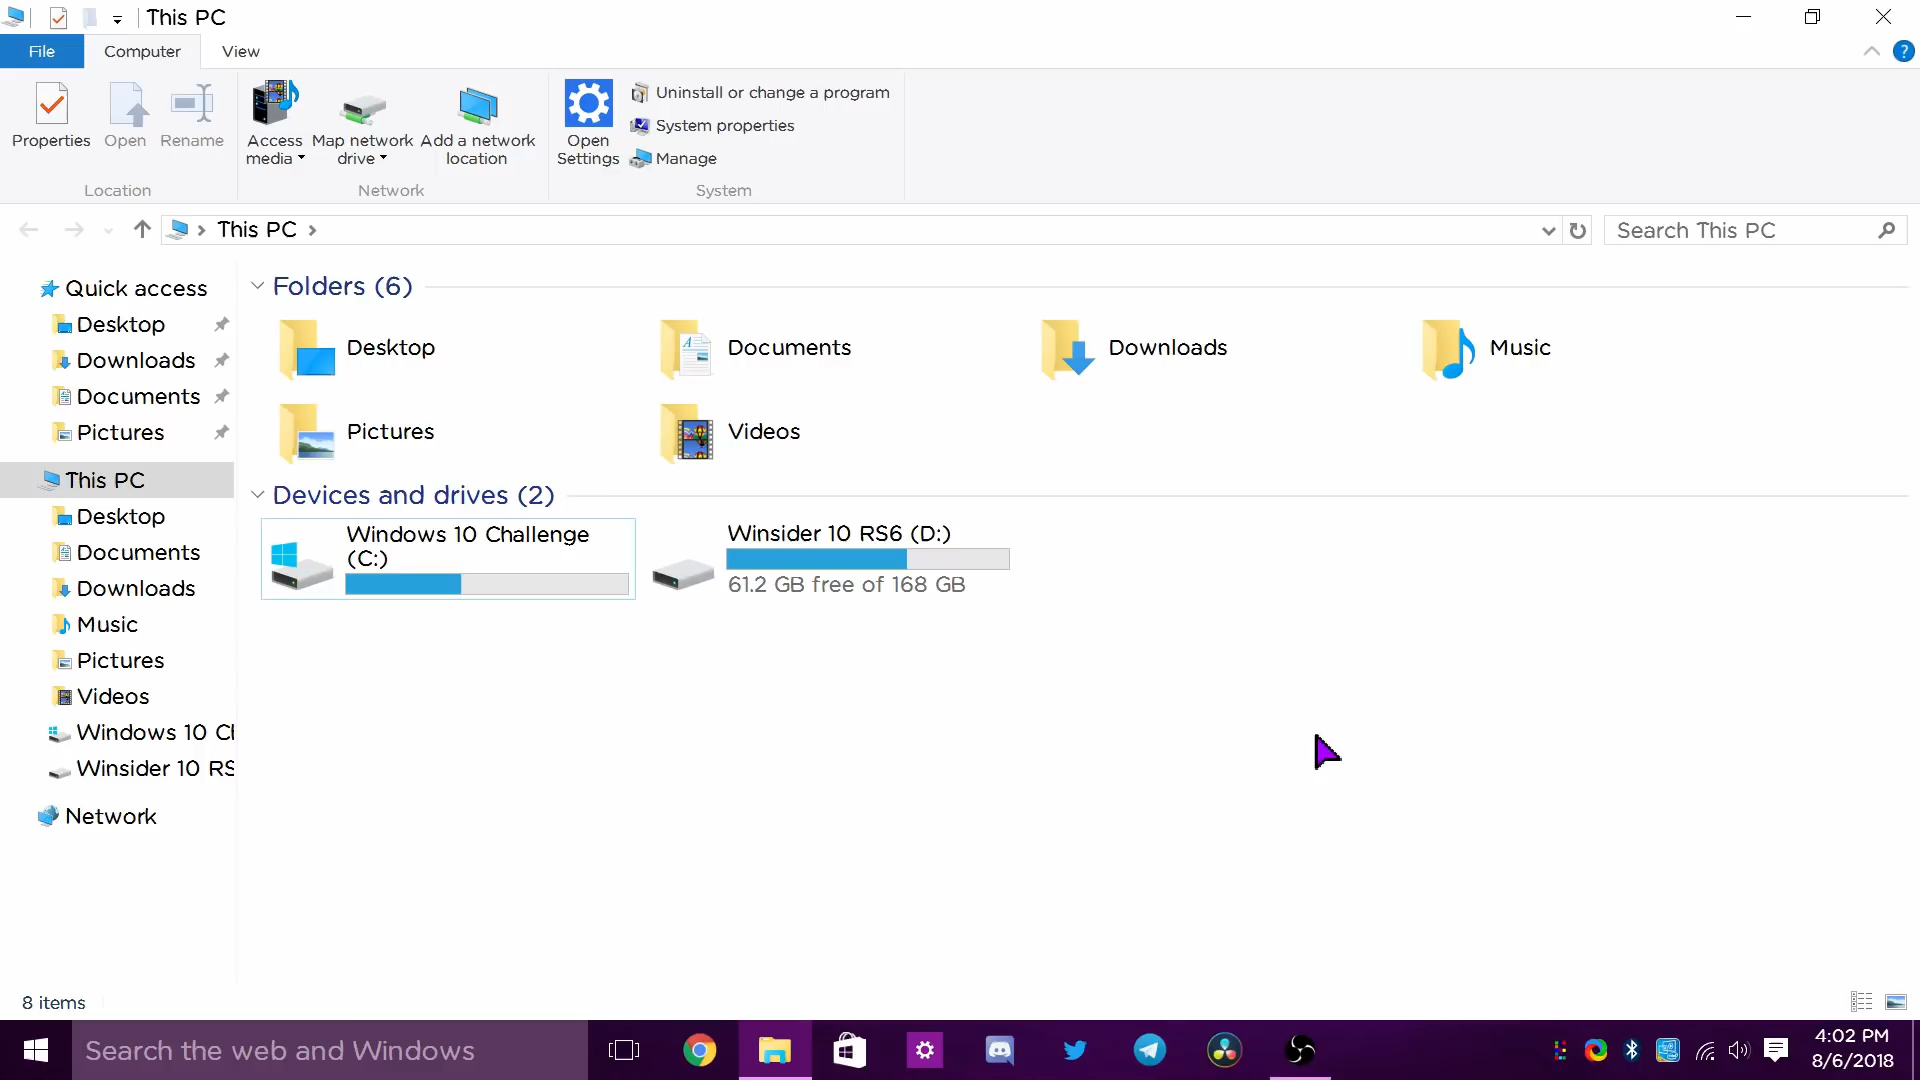 This PC
File
Computer
View
Properties
Open
Rename
Access
media
Map network
drive
Add a network
location
Open
Settings
Uninstall or change a program
System properties
Manage
Location
Network
System
This PC
Search This PC
Quick access
Desktop
Downloads
Documents
Pictures
This PC
Desktop
Documents
Downloads
Music
Pictures
Videos
Windows 10 Cl
Winsider 10 RS
Network
Folders (6)
Desktop
Documents
Downloads
Music
Pictures
Videos
Devices and drives (2)
Windows 10 Challenge
(C:)
Winsider 10 RS6 (D:)
61.2 GB free of 168 GB
8 items
Search the web and Windows
4:02 PM
8/6/2018